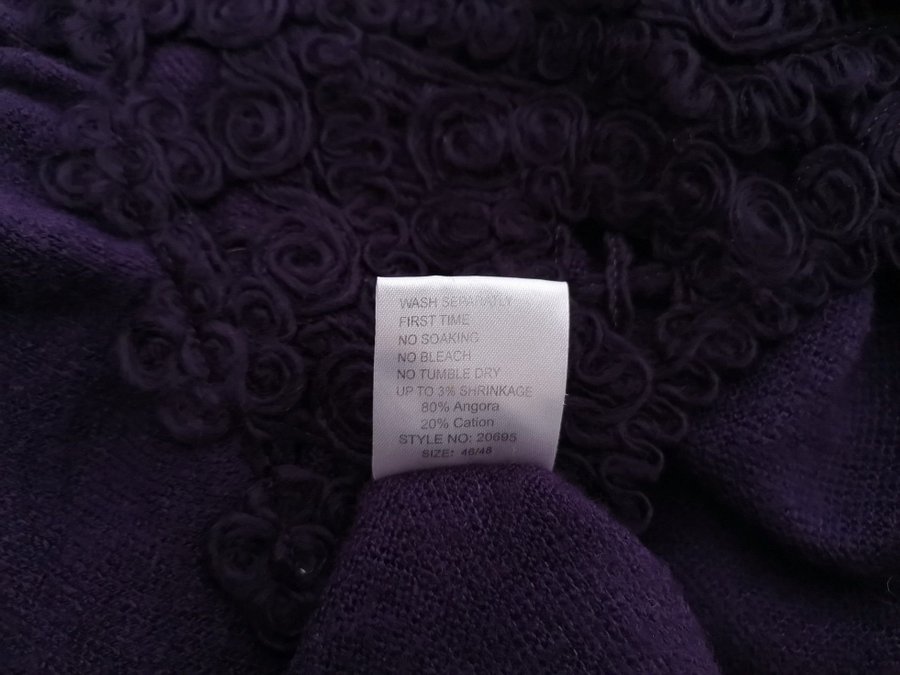 WASH SEPARATLY
FIRST TIME
NO SOAKING
NO BLEACH
NO TUMBLE DRY
UP TO 3% SHRINKAGE
80% Angora
20% Cation
STYLE NO: 20695
SIZE: 46/48